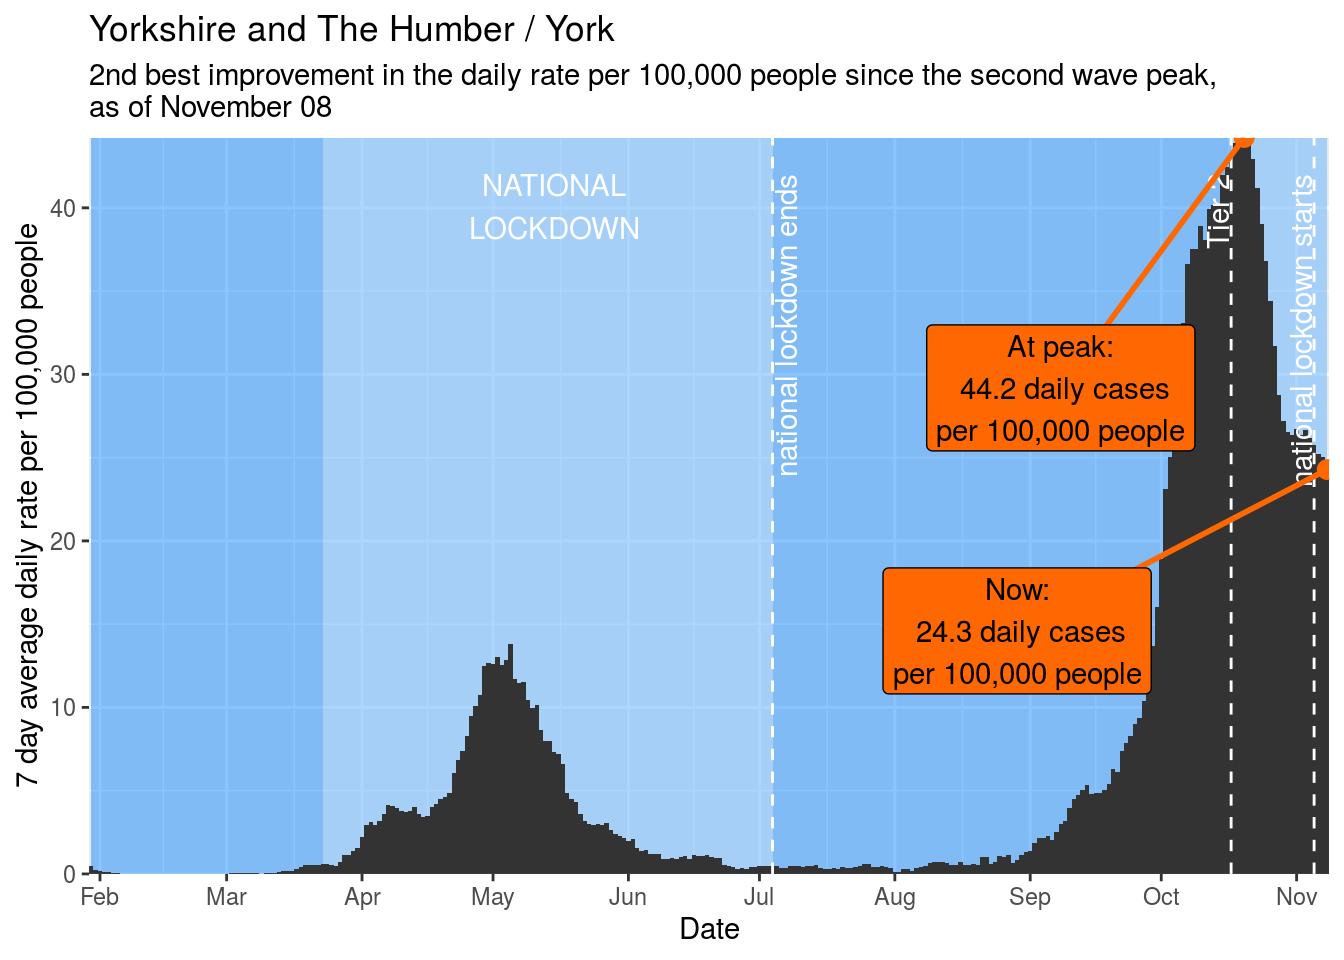 Yorkshire and The Humber / York
2nd best improvement in the daily rate per 100,000 people since the second wave peak,
as of November 08
7 day average daily rate per 100,000 people
40
30
20
10
0
NATIONAL
LOCKDOWN
national lockdown ends
Tier 2
national lockdown starts
At peak:
44.2 daily cases
per 100,000 people
Now:
24.3 daily cases
per 100,000 people
Feb
Mar
Apr
May
Jun
Jul
Aug
Sep
Oct
Nov
Date